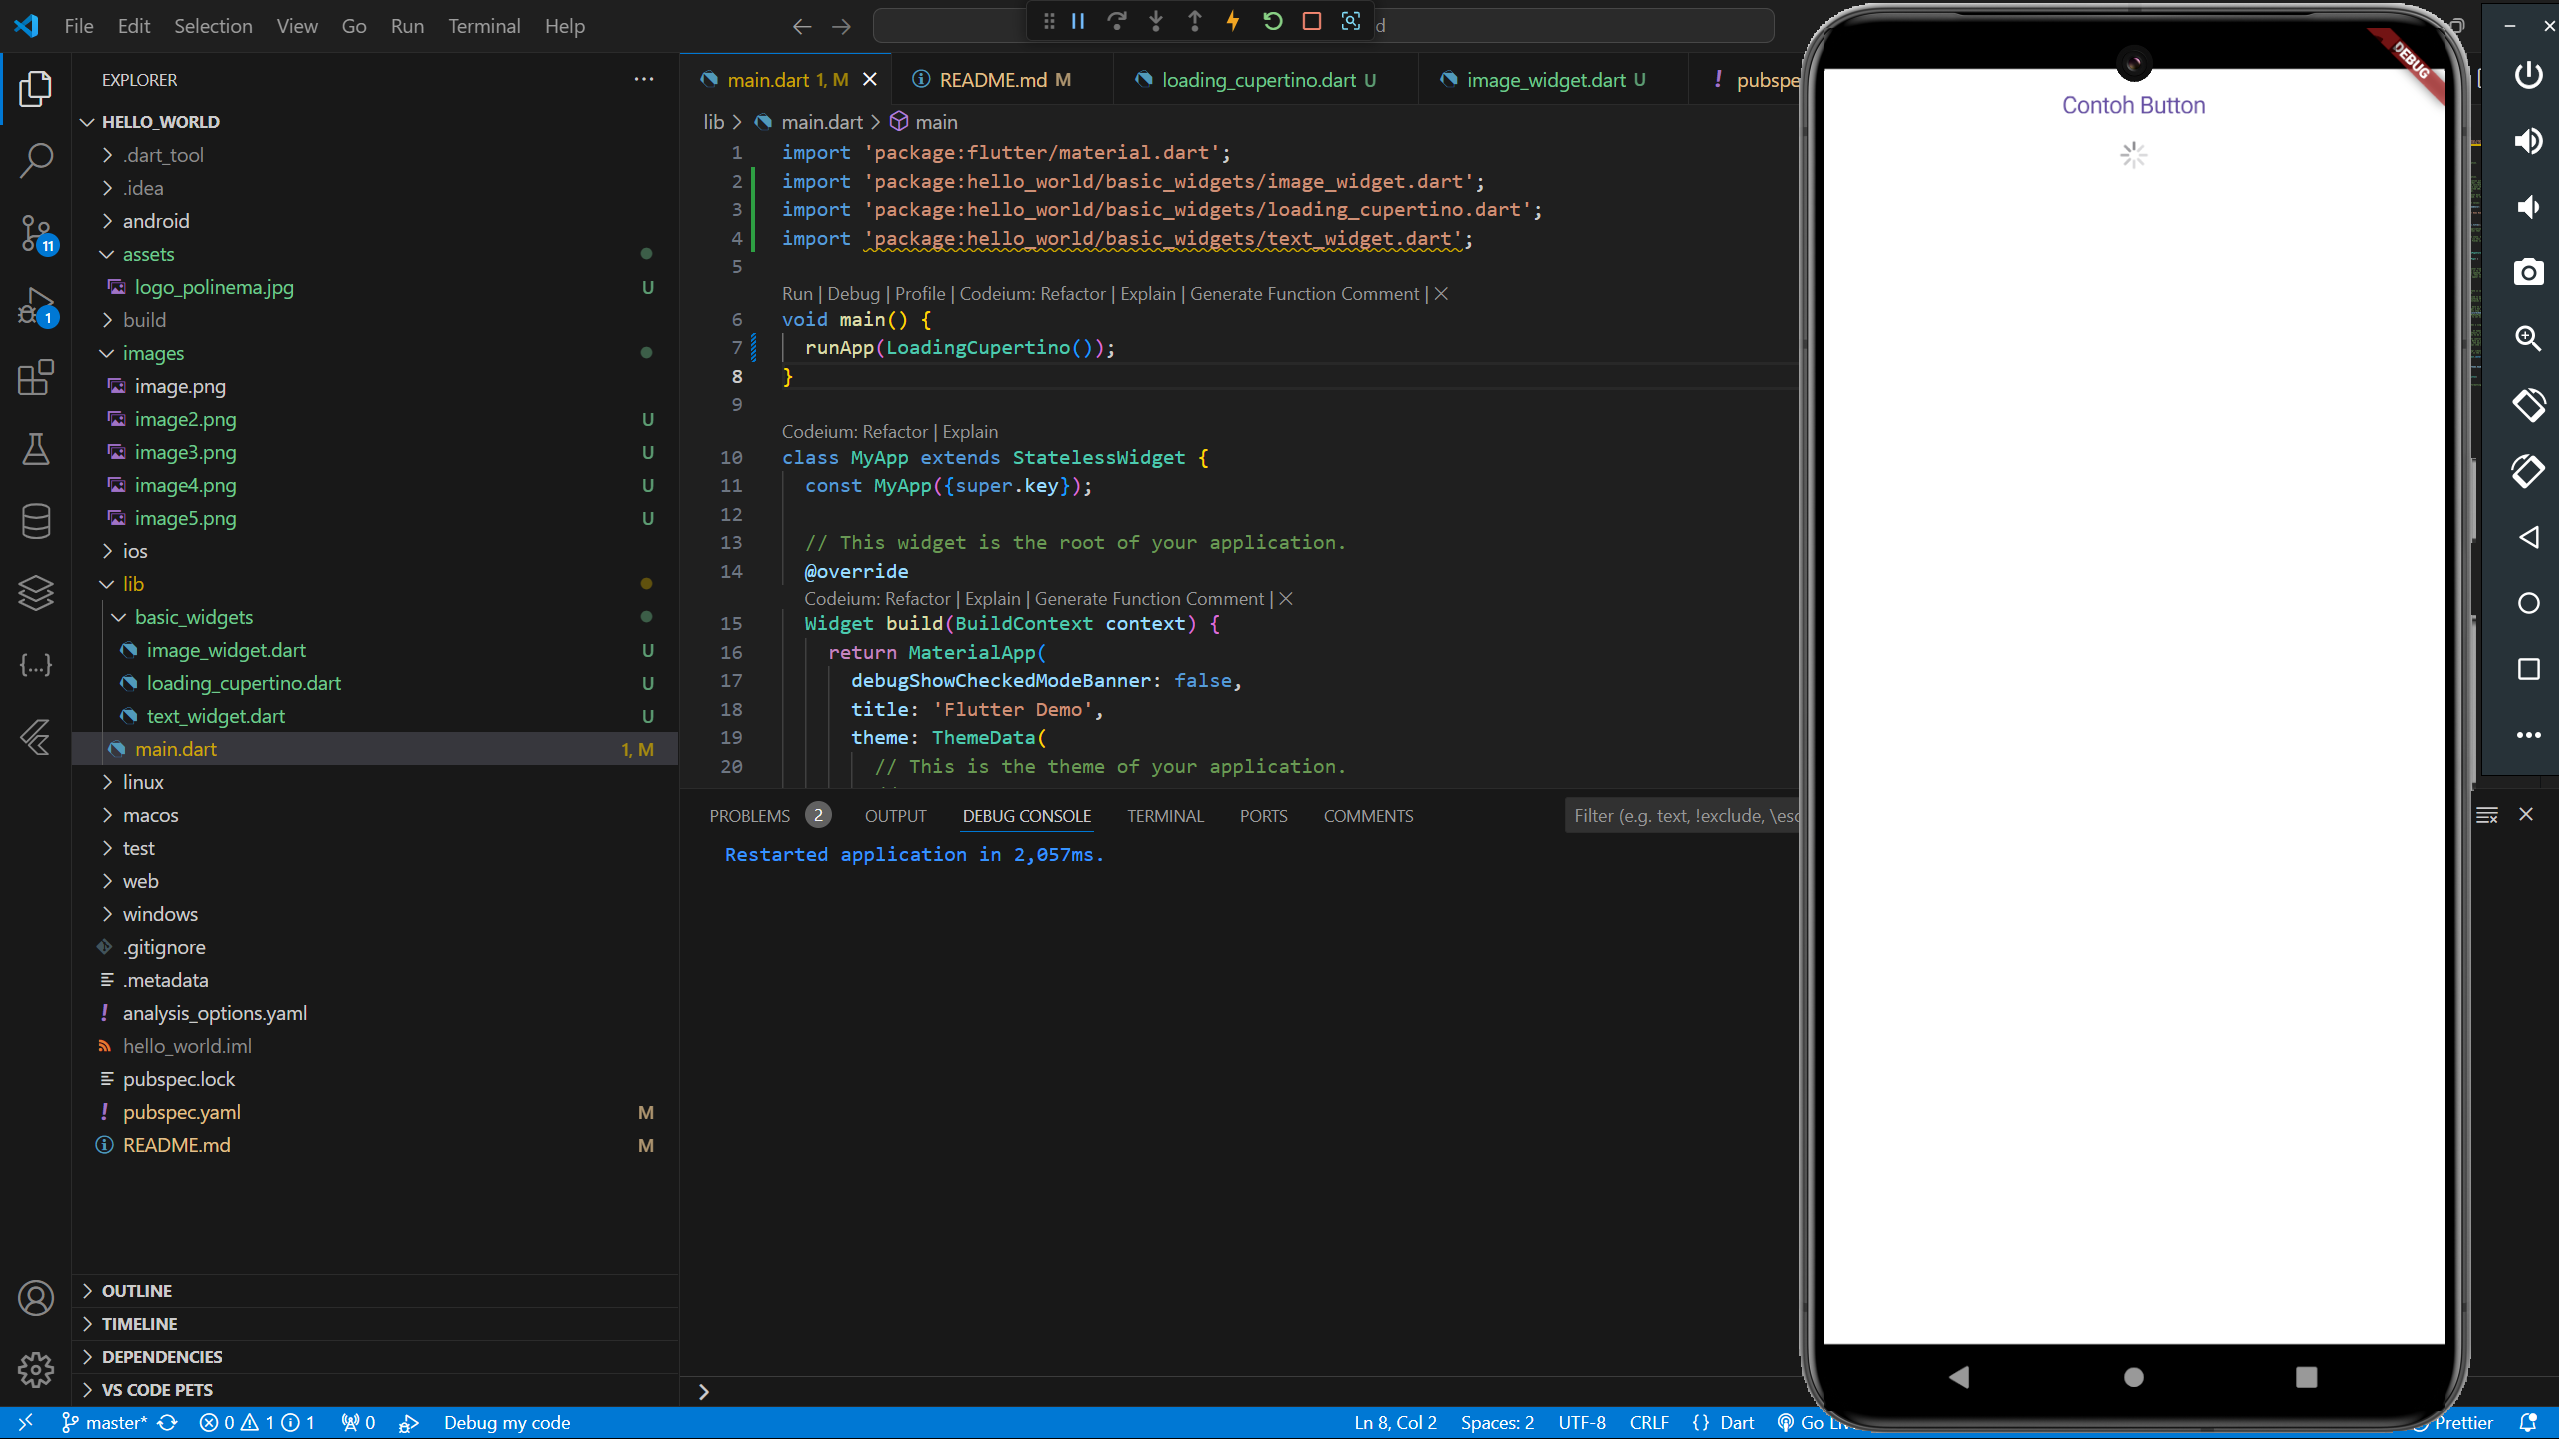 File Edit Selection View Go Run Terminal Help
d
EXPLORER
HELLO_WORLD
.dart_tool
.idea
android
assets
logo_polinema.jpg U
build
images
image.png
image2.png U
image3.png U
image4.png U
image5.png U
ios
lib
basic_widgets
image_widget.dart U
loading_cupertino.dart U
text_widget.dart U
main.dart 1, M
linux
macos
test
web
windows
.gitignore
.metadata
analysis_options.yaml
hello_world.iml
pubspec.lock
pubspec.yaml M
README.md M
OUTLINE
TIMELINE
DEPENDENCIES
VS CODE PETS
11
1
main.dart 1, M
README.md M
loading_cupertino.dart U
image_widget.dart U
pubspe
lib > main.dart > main
1 import 'package:flutter/material.dart';
2 import 'package:hello_world/basic_widgets/image_widget.dart';
3 import 'package:hello_world/basic_widgets/loading_cupertino.dart';
4 import 'package:hello_world/basic_widgets/text_widget.dart';
5
Run | Debug | Profile | Codeium: Refactor | Explain | Generate Function Comment | ×
6 void main() {
7 runApp(LoadingCupertino());
8 }
9
Codeium: Refactor | Explain
10 class MyApp extends StatelessWidget {
11 const MyApp({super.key});
12
13 // This widget is the root of your application.
14 @override
Codeium: Refactor | Explain | Generate Function Comment | ×
15 Widget build(BuildContext context) {
16 return MaterialApp(
17 debugShowCheckedModeBanner: false,
18 title: 'Flutter Demo',
19 theme: ThemeData(
20 // This is the theme of your application.
PROBLEMS 2 OUTPUT DEBUG CONSOLE TERMINAL PORTS COMMENTS
Filter (e.g. text, !exclude, \esc
Restarted application in 2,057ms.
DEBUG
Contoh Button
master* 0 1 1 0 Debug my code
Ln 8, Col 2 Spaces: 2 UTF-8 CRLF {} Dart Go Li Prettier